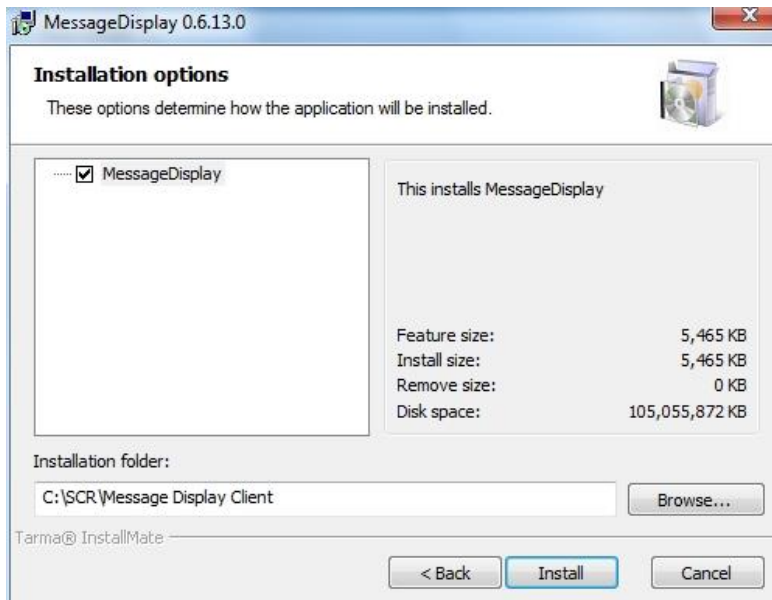 MessageDisplay 0.6.13.0
X
Installation options
These options determine how the application will be installed.
MessageDisplay
This installs MessageDisplay
Feature size: 5,465 KB
Install size: 5,465 KB
Remove size: 0 KB
Disk space: 105,055,872 KB
Installation folder:
C:\SCR\Message Display Client
Browse...
Tarma® InstallMate
< Back Install Cancel